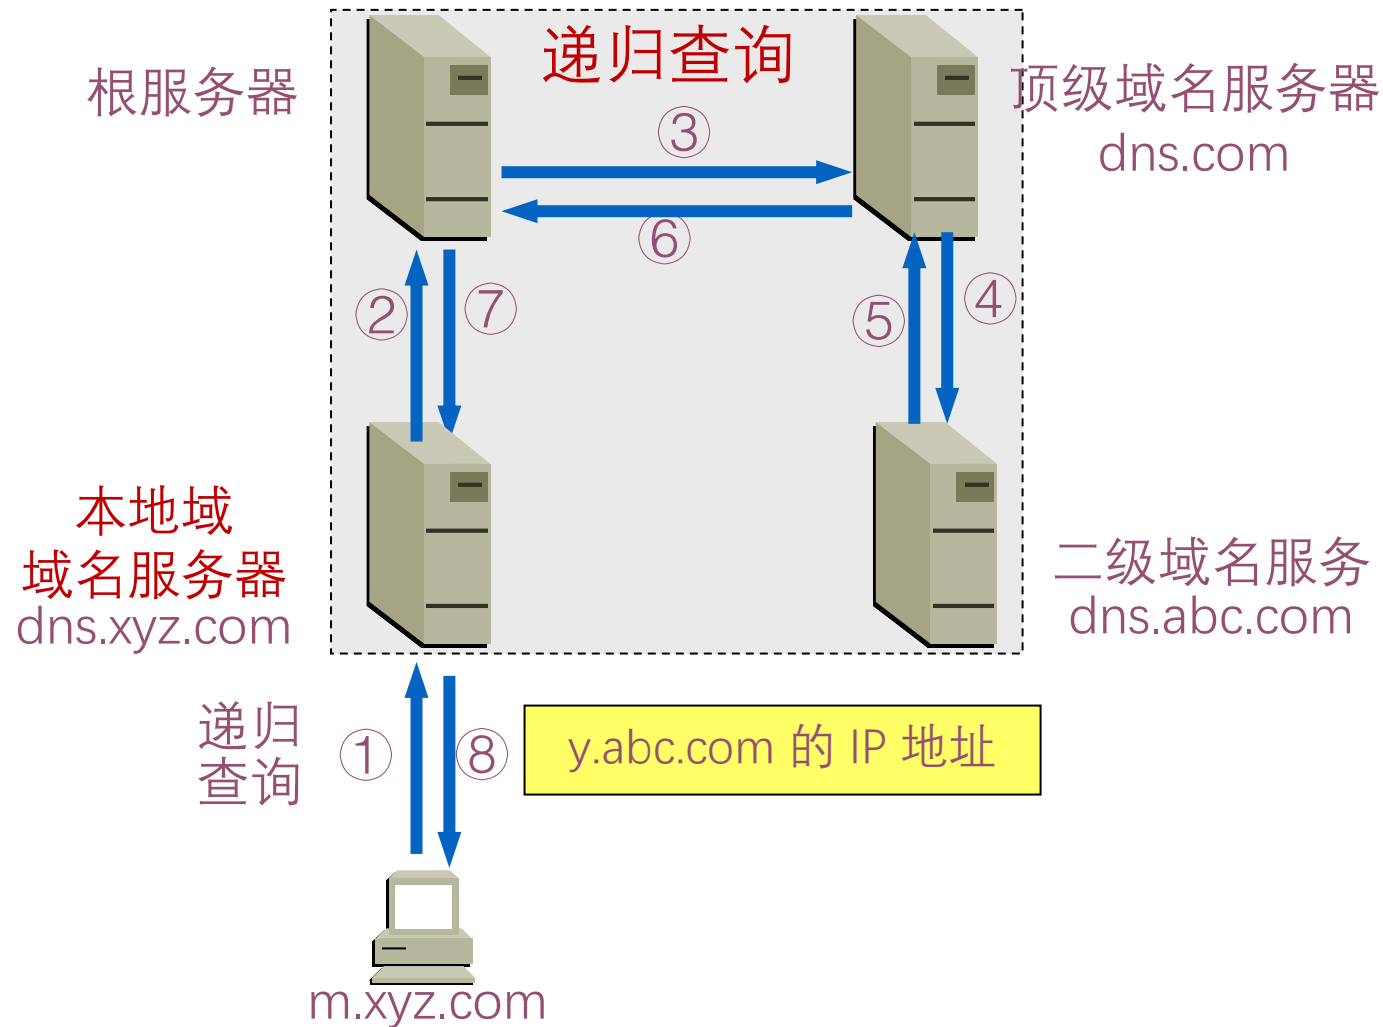 递归查询
根服务器
顶级域名服务器
dns.com
③
⑥
②
⑦
⑤
④
本地域
域名服务器
dns.xyz.com
二级域名服务
dns.abc.com
递归
查询
①
⑧
y.abc.com 的 IP 地址
m.xyz.com